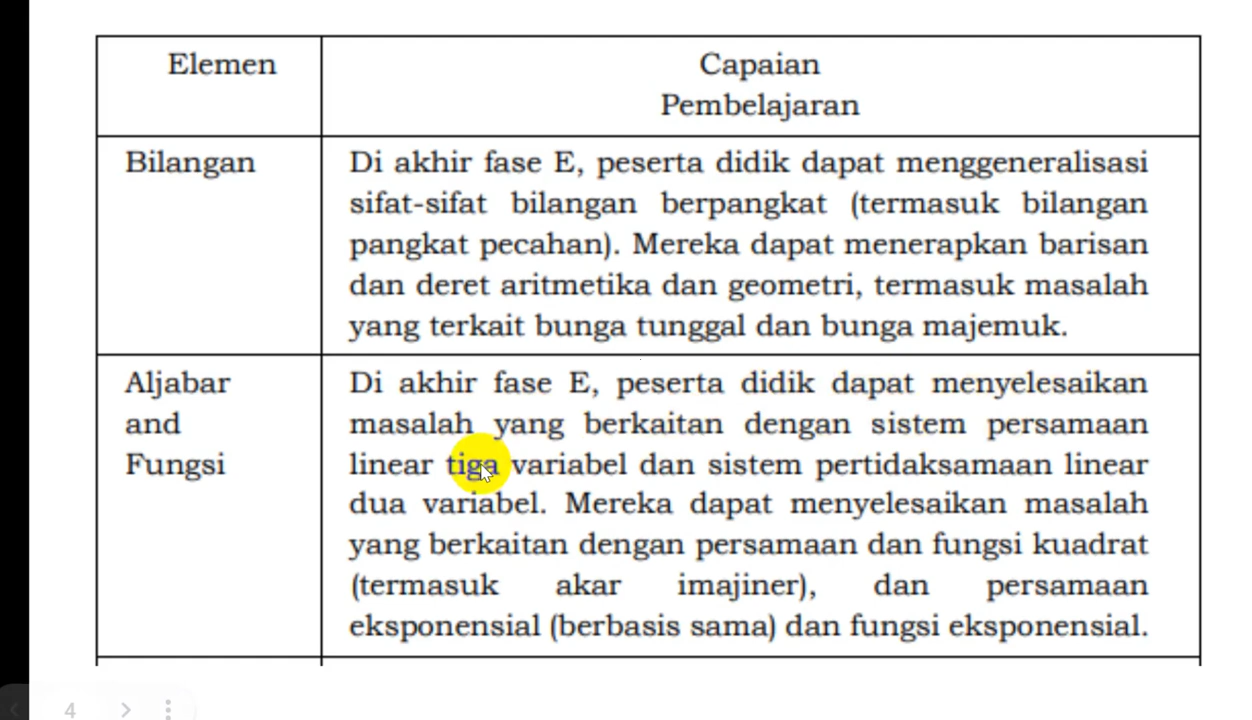 Elemen
Capaian
Pembelajaran
Bilangan
Di akhir fase E, peserta didik dapat menggeneralisasi
sifat-sifat bilangan berpangkat (termasuk bilangan
pangkat pecahan). Mereka dapat menerapkan barisan
dan deret aritmetika dan geometri, termasuk masalah
yang terkait bunga tunggal dan bunga majemuk.
Aljabar
and
Fungsi
Di akhir fase E, peserta didik dapat menyelesaikan
masalah yang berkaitan dengan sistem persamaan
linear tiga variabel dan sistem pertidaksamaan linear
dua variabel. Mereka dapat menyelesaikan masalah
yang berkaitan dengan persamaan dan fungsi kuadrat
(termasuk akar imajiner), dan persamaan
eksponensial (berbasis sama) dan fungsi eksponensial.
4